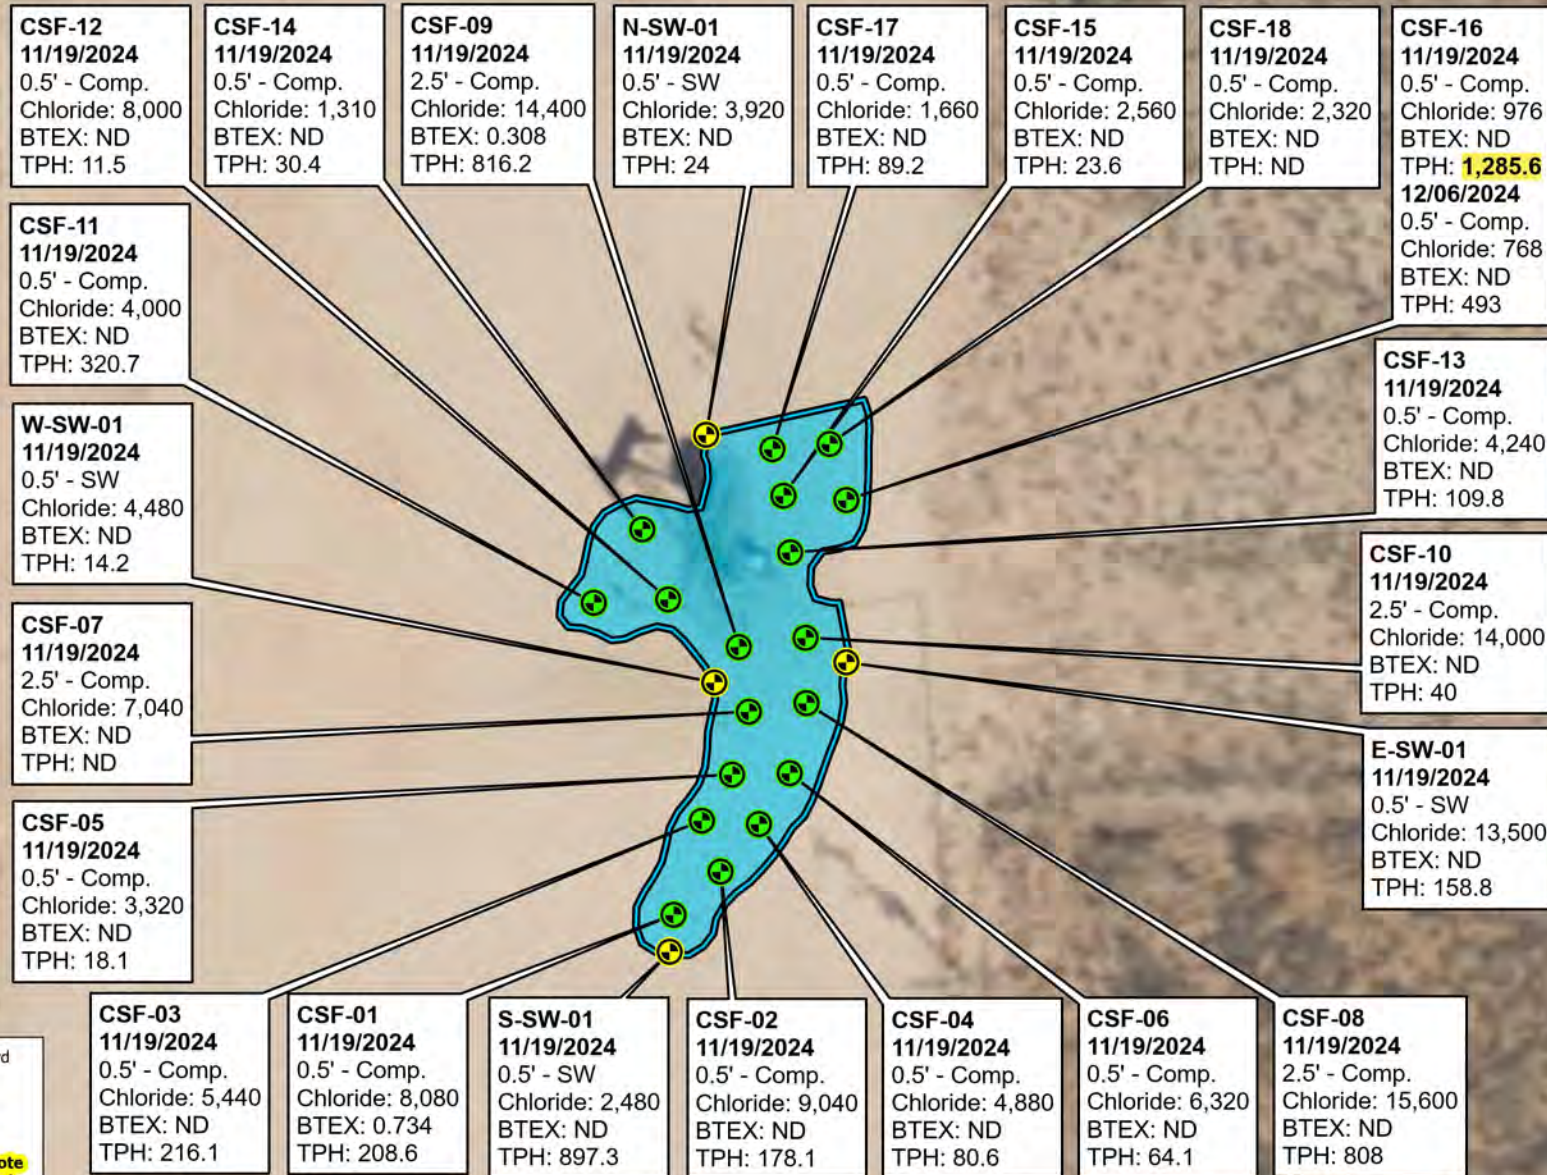 CSF-12
11/19/2024
0.5' - Comp.
Chloride: 8,000
BTEX: ND
TPH: 11.5
CSF-14
11/19/2024
0.5' - Comp.
Chloride: 1,310
BTEX: ND
TPH: 30.4
CSF-09
11/19/2024
2.5' - Comp.
Chloride: 14,400
BTEX: 0.308
TPH: 816.2
N-SW-01
11/19/2024
0.5' - SW
Chloride: 3,920
BTEX: ND
TPH: 24
CSF-17
11/19/2024
0.5' - Comp.
Chloride: 1,660
BTEX: ND
TPH: 89.2
CSF-15
11/19/2024
0.5' - Comp.
Chloride: 2,560
BTEX: ND
TPH: 23.6
CSF-18
11/19/2024
0.5' - Comp.
Chloride: 2,320
BTEX: ND
TPH: ND
CSF-16
11/19/2024
0.5' - Comp.
Chloride: 976
BTEX: ND
TPH: 1,285.6
12/06/2024
0.5' - Comp.
Chloride: 768
BTEX: ND
TPH: 493
CSF-11
11/19/2024
0.5' - Comp.
Chloride: 4,000
BTEX: ND
TPH: 320.7
CSF-13
11/19/2024
0.5' - Comp.
Chloride: 4,240
BTEX: ND
TPH: 109.8
W-SW-01
11/19/2024
0.5' - SW
Chloride: 4,480
BTEX: ND
TPH: 14.2
CSF-10
11/19/2024
2.5' - Comp.
Chloride: 14,000
BTEX: ND
TPH: 40
CSF-07
11/19/2024
2.5' - Comp.
Chloride: 7,040
BTEX: ND
TPH: ND
E-SW-01
11/19/2024
0.5' - SW
Chloride: 13,500
BTEX: ND
TPH: 158.8
CSF-05
11/19/2024
0.5' - Comp.
Chloride: 3,320
BTEX: ND
TPH: 18.1
CSF-03
11/19/2024
0.5' - Comp.
Chloride: 5,440
BTEX: ND
TPH: 216.1
CSF-01
11/19/2024
0.5' - Comp.
Chloride: 8,080
BTEX: 0.734
TPH: 208.6
S-SW-01
11/19/2024
0.5' - SW
Chloride: 2,480
BTEX: ND
TPH: 897.3
CSF-02
11/19/2024
0.5' - Comp.
Chloride: 9,040
BTEX: ND
TPH: 178.1
CSF-04
11/19/2024
0.5' - Comp.
Chloride: 4,880
BTEX: ND
TPH: 80.6
CSF-06
11/19/2024
0.5' - Comp.
Chloride: 6,320
BTEX: ND
TPH: 64.1
CSF-08
11/19/2024
2.5' - Comp.
Chloride: 15,600
BTEX: ND
TPH: 808